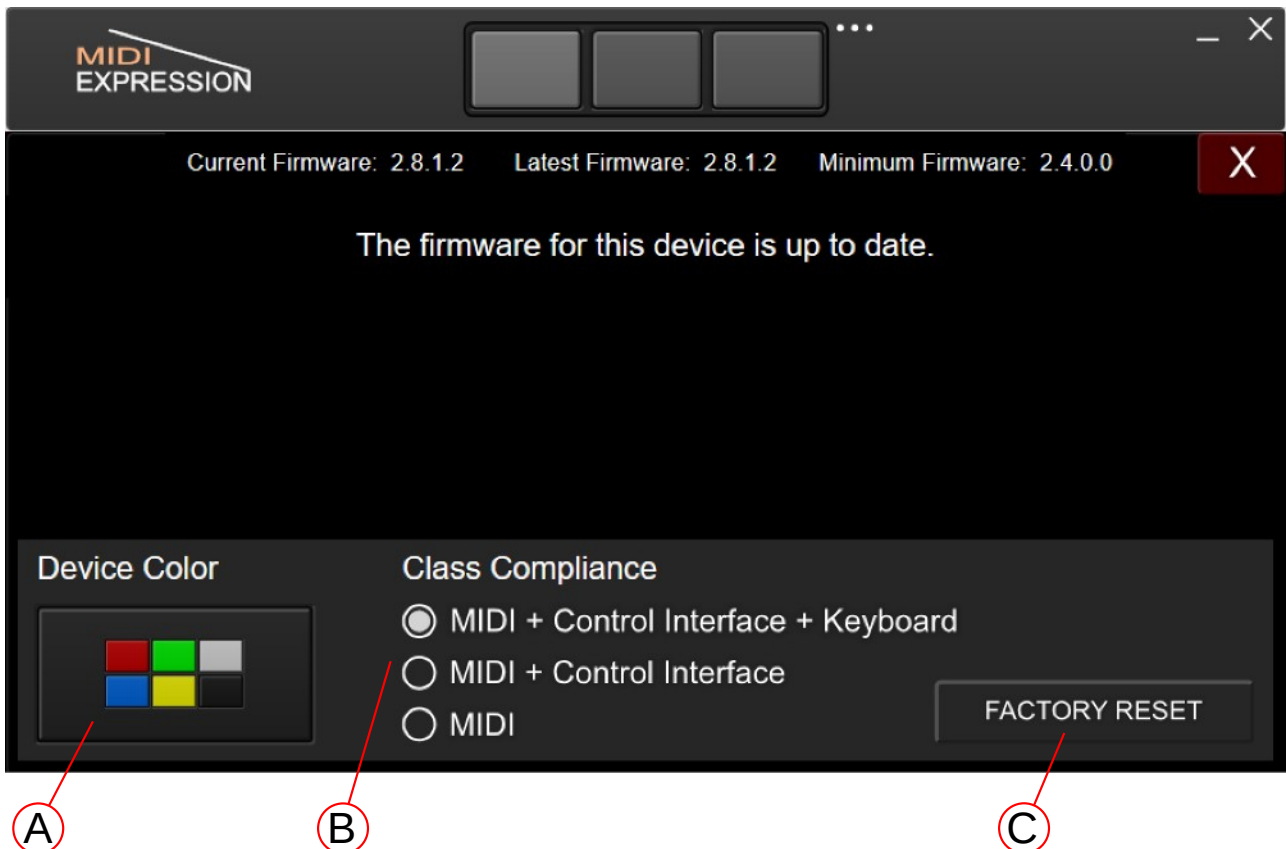 MIDI
EXPRESSION
Current Firmware: 2.8.1.2 Latest Firmware: 2.8.1.2 Minimum Firmware: 2.4.0.0 X
The firmware for this device is up to date.
Device Color
Class Compliance
MIDI + Control Interface + Keyboard
MIDI + Control Interface
MIDI
FACTORY RESET
A B C